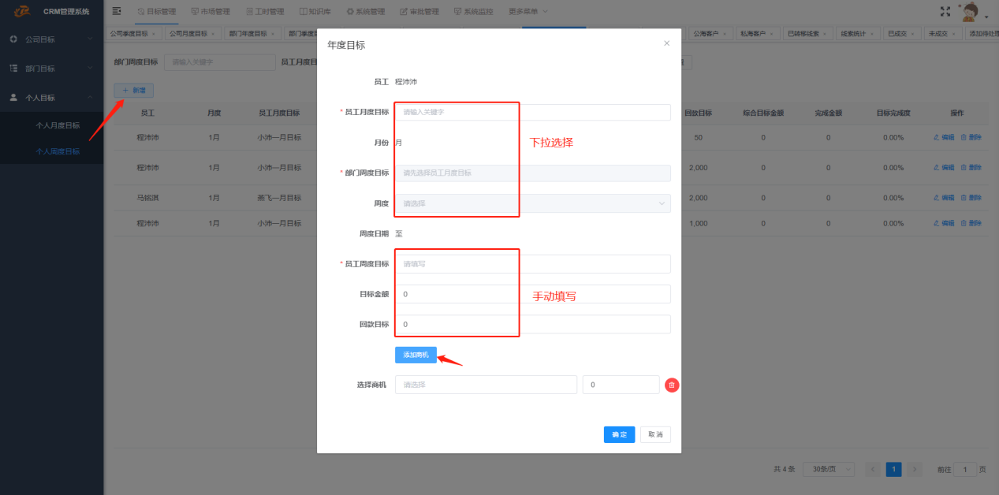 CRM管理系统
目标管理 市场管理 工时管理 知识库 系统管理 审批管理 系统监控 更多菜单
公司目标
部门目标
个人目标
个人月度目标
个人周度目标
公司季度目标 × 公司月度目标 × 部门年度目标 × 部门季度目 公海客户 × 私海客户 × 已转移线索 × 线索统计 × 已成交 × 未成交 × 添加待处理
部门周度目标 请输入关键字 员工月度目
+ 新增
员工 月度 员工月度目标 回款目标 综合目标金额 完成金额 目标完成度 操作
程沛沛 1月 小沛一月目标 50 0 0 0.00% 编辑 删除
程沛沛 1月 小沛一月目标 2,000 0 0 0.00% 编辑 删除
马铭淇 1月 燕飞一月目标 2,000 0 0 0.00% 编辑 删除
程沛沛 1月 小沛一月目标 1,000 0 0 0.00% 编辑 删除
共 4 条 30条/页 1 前往 1 页
年度目标
员工 程沛沛
* 员工月度目标 请输入关键字
月份 月
下拉选择
* 部门周度目标 请先选择员工月度目标
周度 请选择
周度日期 至
* 员工周度目标 请填写
目标金额 0
手动填写
回款目标 0
添加商机
选择商机 请选择 0
确定 取消